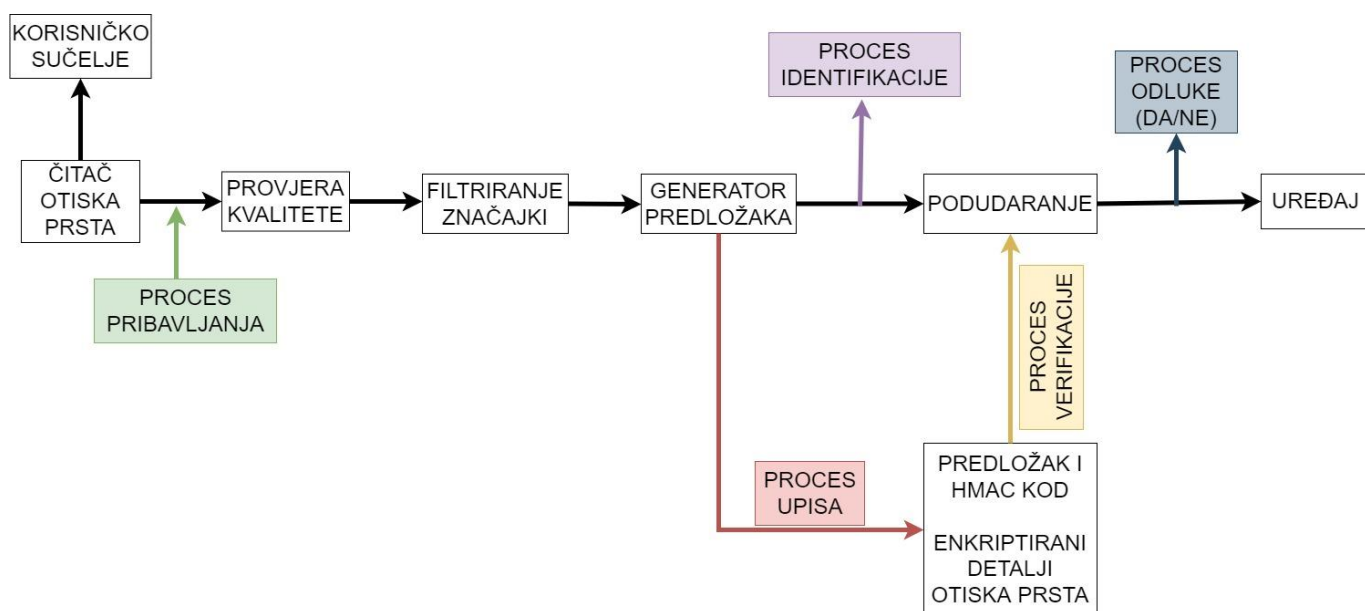 KORISNIČKO
SUČELJE
PROCES
IDENTIFIKACIJE
PROCES
ODLUKE
(DA/NE)
ČITAČ
OTISKA
PRSTA
PROVJERA
KVALITETE
FILTRIRANJE
ZNAČAJKI
GENERATOR
PREDLOŽAKA
PODUDARANJE
UREĐAJ
PROCES
PRIBAVLJANJA
PROCES
VERIFIKACIJE
PROCES
UPISA
PREDLOŽAK I
HMAC KOD
ENKRIPTIRANI
DETALJI
OTISKA PRSTA